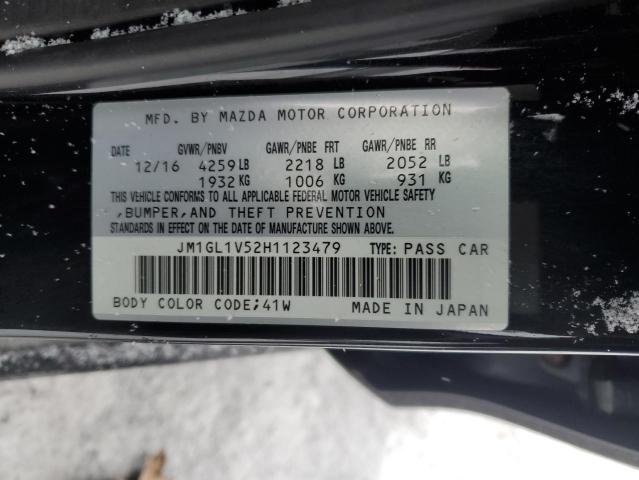 MFD. BY MAZDA MOTOR CORPORATION
DATE GVWR/PNBV GAWR/PNBE FRT GAWR/PNBE RR
12/16 4259 LB 2218 LB 2052 LB
1932 KG 1006 KG 931 KG
THIS VEHICLE CONFORMS TO ALL APPLICABLE FEDERAL MOTOR VEHICLE SAFETY
,BUMPER,AND THEFT PREVENTION
STANDARDS IN EFFECT ON THE DATE OF MANUFACTURE SHOWN ABOVE.
JM1GL1V52H1123479 TYPE: PASS CAR
BODY COLOR CODE;41W MADE IN JAPAN